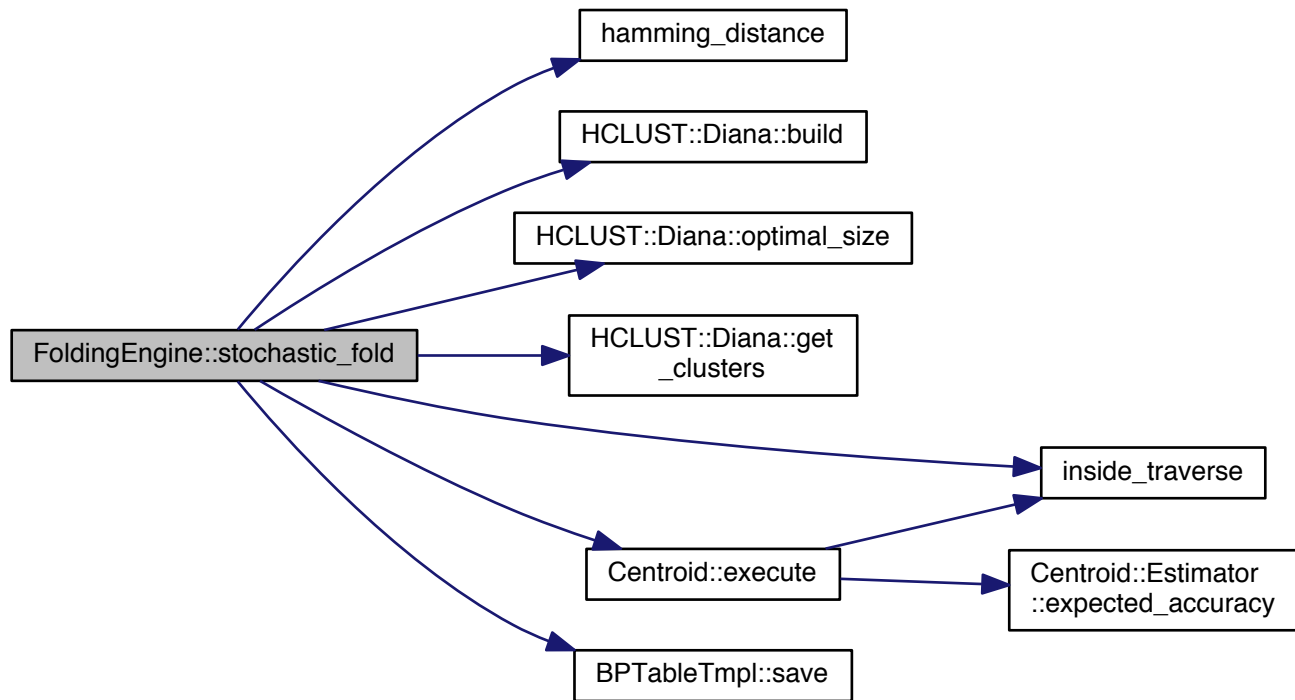 hamming_distance
HCLUST::Diana::build
HCLUST::Diana::optimal_size
FoldingEngine::stochastic_fold
HCLUST::Diana::get
_clusters
inside_traverse
Centroid::execute
Centroid::Estimator
::expected_accuracy
BPTableTmpl::save